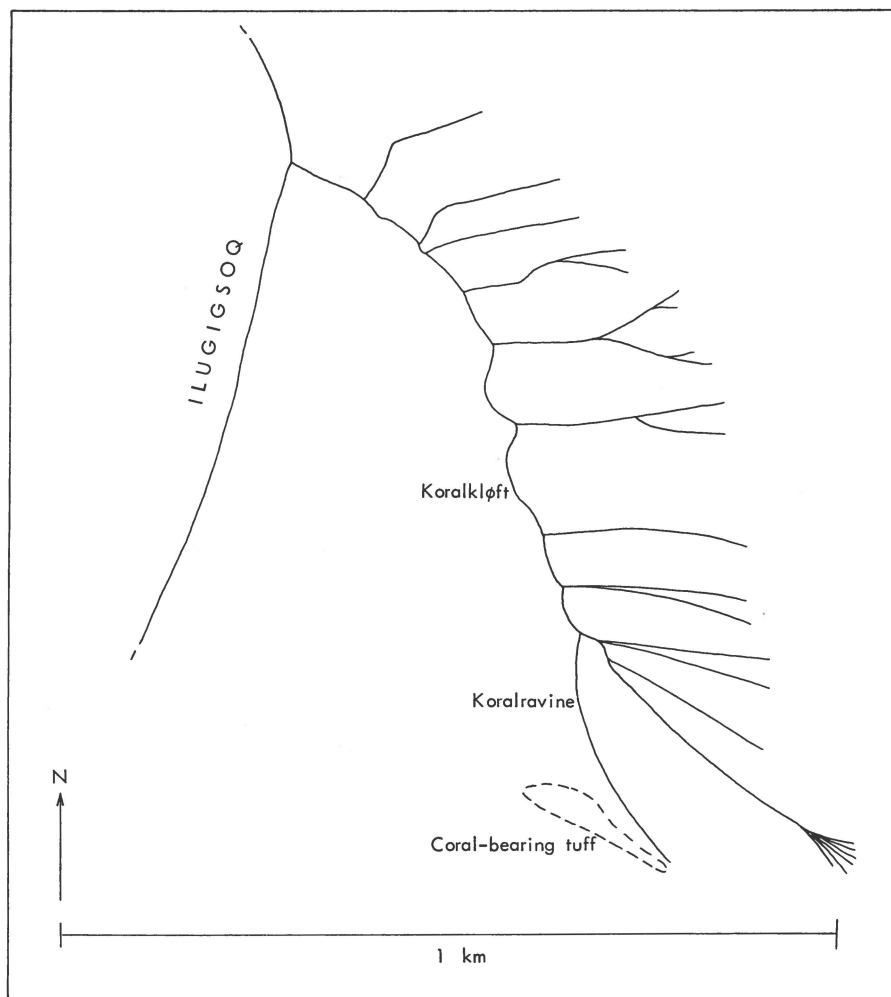 ILUGIGSOQ
Koralkløft
Koralravine
N
Coral-bearing tuff
1 km